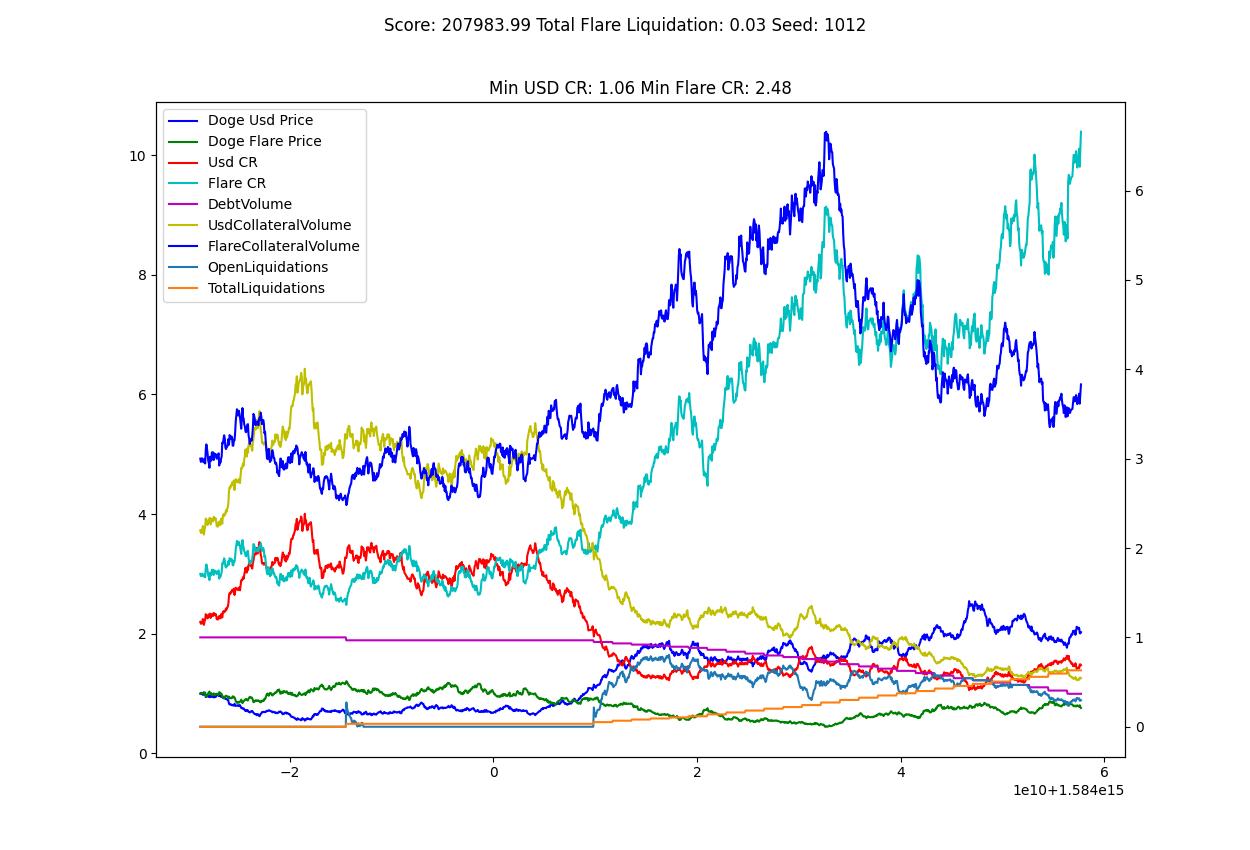 Score: 207983.99 Total Flare Liquidation: 0.03 Seed: 1012
Min USD CR: 1.06 Min Flare CR: 2.48
Doge Usd Price
Doge Flare Price
Usd CR
Flare CR
DebtVolume
UsdCollateralVolume
FlareCollateralVolume
OpenLiquidations
TotalLiquidations
10
8
6
4
2
0
6
5
4
3
2
1
0
−2
0
2
4
6
1e10+1.584e15